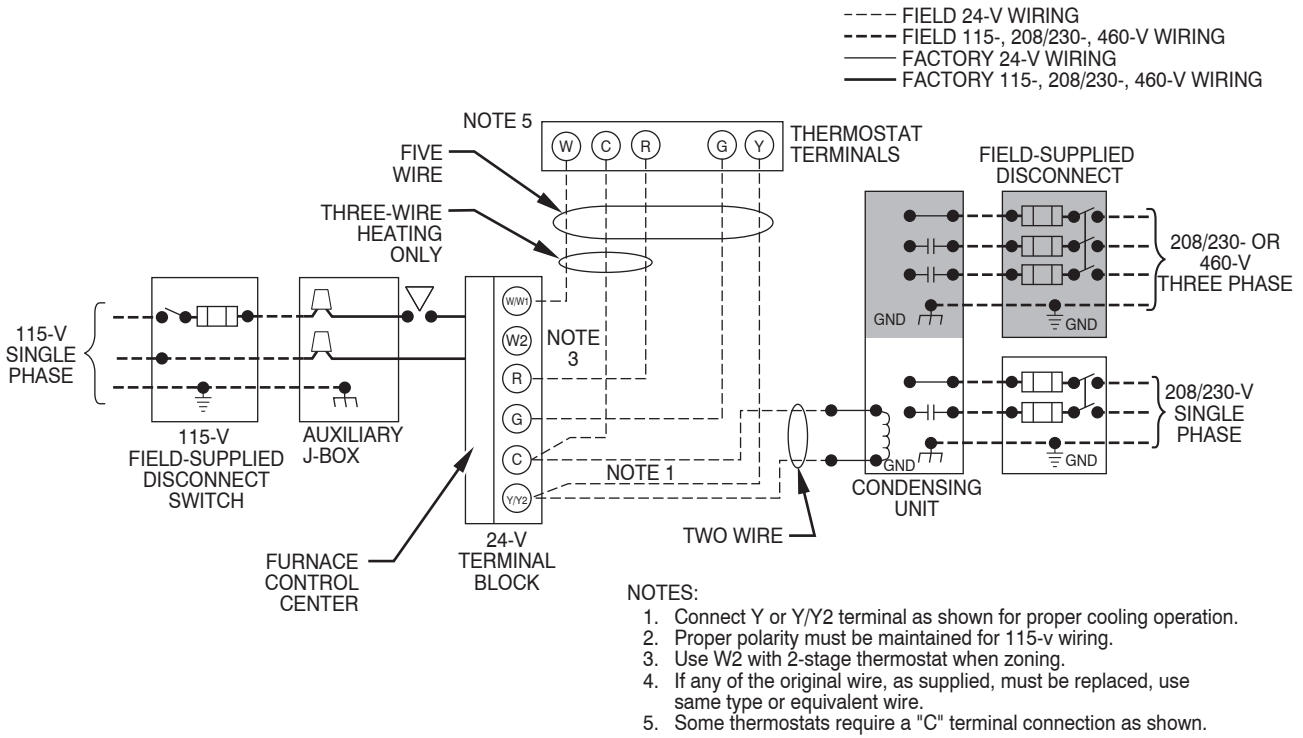 FIELD 24-V WIRING
FIELD 115-, 208/230-, 460-V WIRING
FACTORY 24-V WIRING
FACTORY 115-, 208/230-, 460-V WIRING
NOTE 5
W
C
R
G
Y
THERMOSTAT
TERMINALS
FIVE
WIRE
THREE-WIRE
HEATING
ONLY
FIELD-SUPPLIED
DISCONNECT
208/230- OR
460-V
THREE PHASE
GND
GND
115-V
SINGLE
PHASE
W/W1
W2
R
G
C
Y/Y2
NOTE
3
NOTE 1
208/230-V
SINGLE
PHASE
GND
GND
115-V
FIELD-SUPPLIED
DISCONNECT
SWITCH
AUXILIARY
J-BOX
CONDENSING
UNIT
TWO WIRE
24-V
TERMINAL
BLOCK
FURNACE
CONTROL
CENTER
NOTES:
1. Connect Y or Y/Y2 terminal as shown for proper cooling operation.
2. Proper polarity must be maintained for 115-v wiring.
3. Use W2 with 2-stage thermostat when zoning.
4. If any of the original wire, as supplied, must be replaced, use
same type or equivalent wire.
5. Some thermostats require a "C" terminal connection as shown.